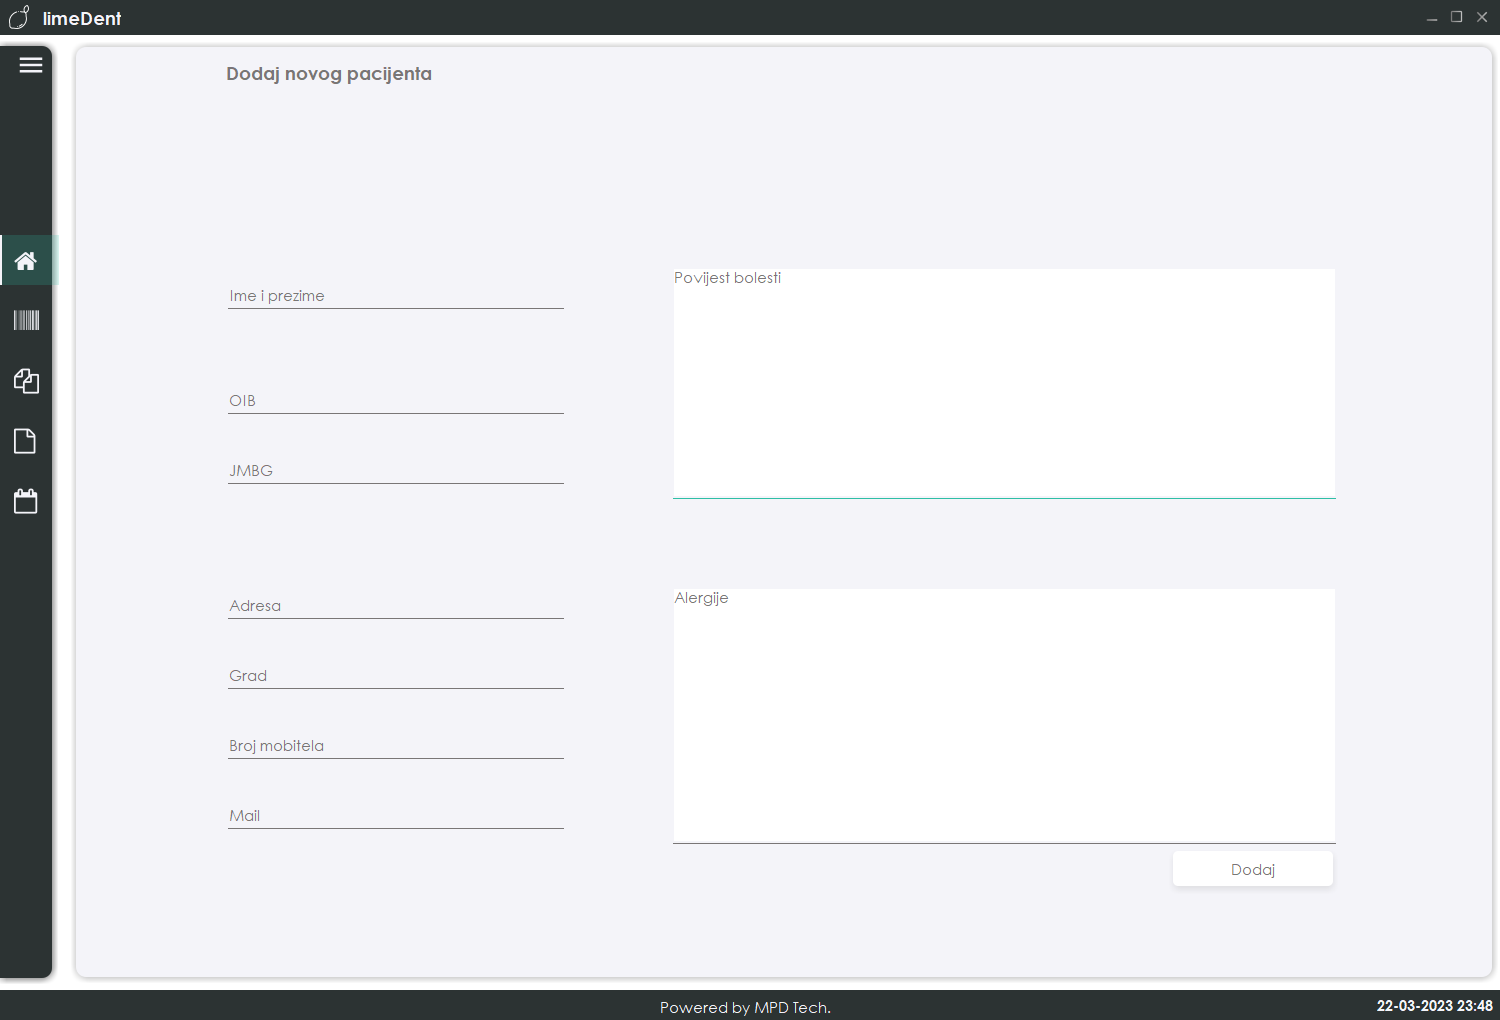 limeDent
Dodaj novog pacijenta
Ime i prezime
OIB
JMBG
Adresa
Grad
Broj mobitela
Mail
Povijest bolesti
Alergije
Dodaj
Powered by MPD Tech.
22-03-2023 23:48